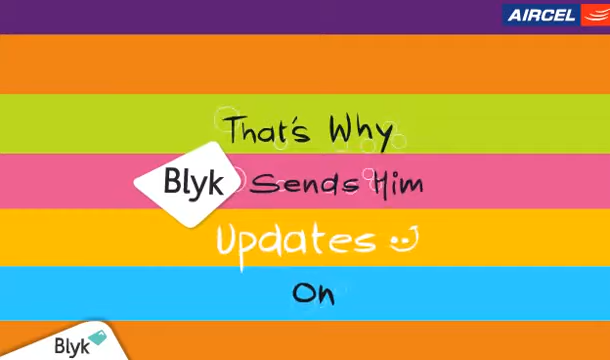 AIRCEL
That's Why
Blyk Sends Him
Updates
On
Blyk